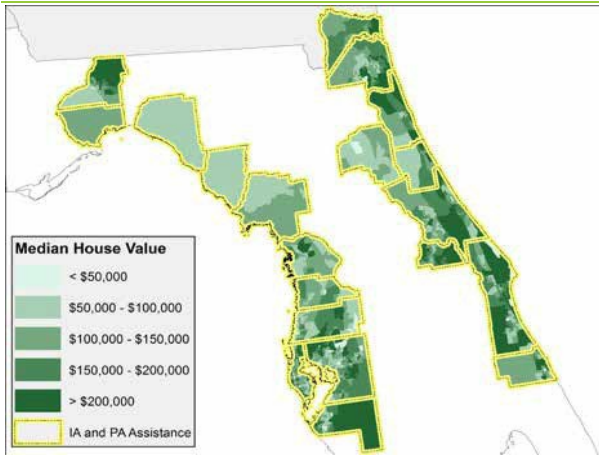 Median House Value
< $50,000
$50,000 - $100,000
$100,000 - $150,000
$150,000 - $200,000
> $200,000
IA and PA Assistance